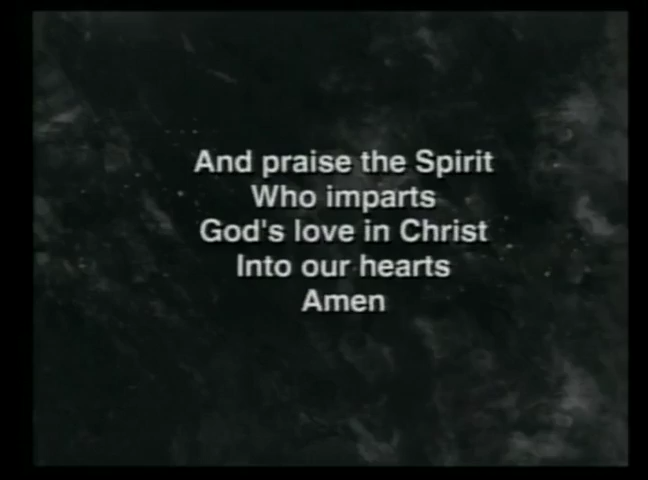 And praise the Spirit
Who imparts
God's love in Christ
Into our hearts
Amen